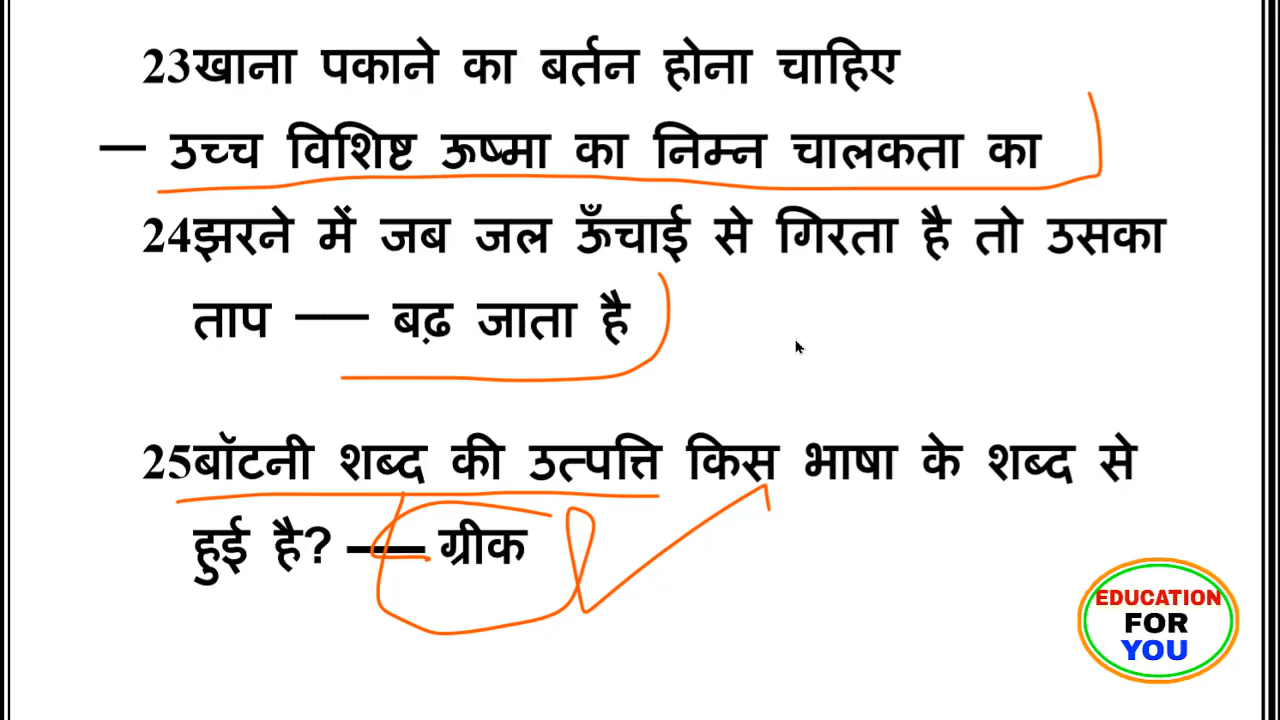 23खाना पकाने का बर्तन होना चाहिए
— उच्च विशिष्ट ऊष्मा का निम्न चालकता का
24झरने में जब जल ऊँचाई से गिरता है तो उसका
ताप — बढ़ जाता है
25बॉटनी शब्द की उत्पत्ति किस भाषा के शब्द से
हुई है? — ग्रीक
EDUCATION
FOR
YOU